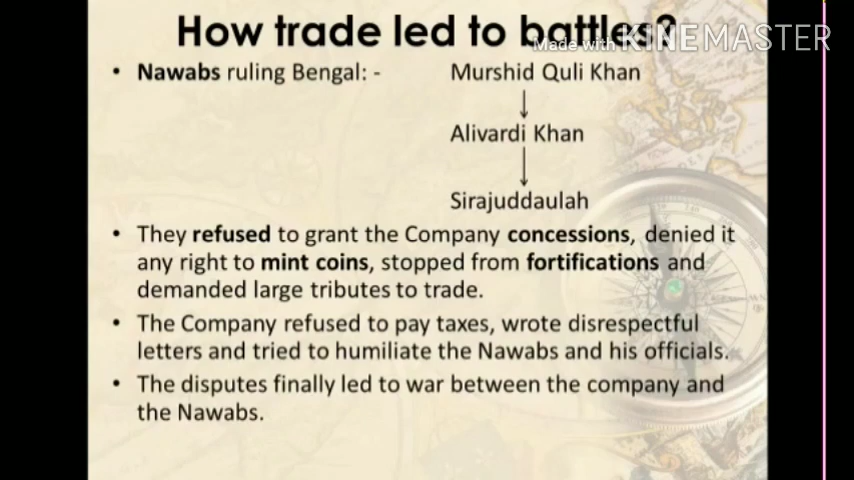 How trade led to battles?
Made with KINEMASTER
• Nawabs ruling Bengal: - Murshid Quli Khan
↓
Alivardi Khan
↓
Sirajuddaulah
• They refused to grant the Company concessions, denied it
any right to mint coins, stopped from fortifications and
demanded large tributes to trade.
• The Company refused to pay taxes, wrote disrespectful
letters and tried to humiliate the Nawabs and his officials.
• The disputes finally led to war between the company and
the Nawabs.